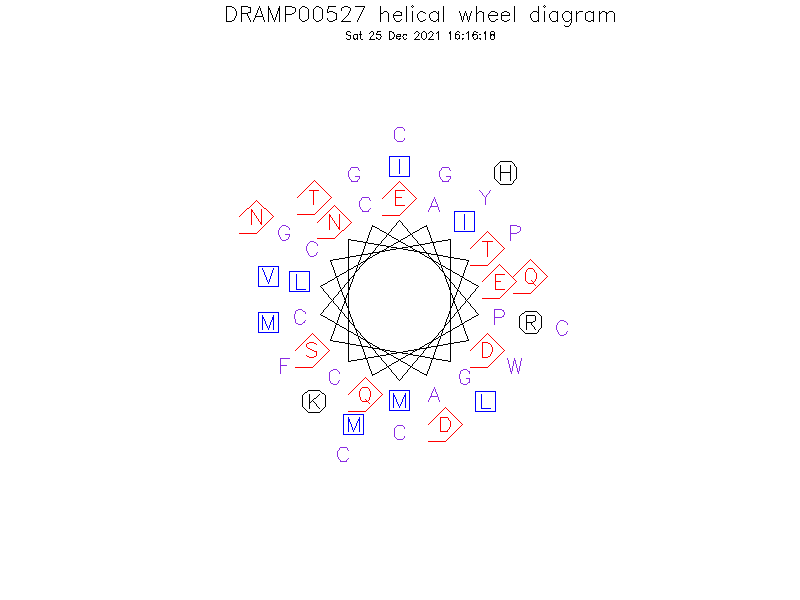 DRAMP00527 helical wheel diagram
Sat 25 Dec 2021 16:16:18
C
I
G G H
T E Y
C A
N N I
G P
C T
V L E Q
M C P R C
S D
F W
C G
K Q M A L
M C D
C